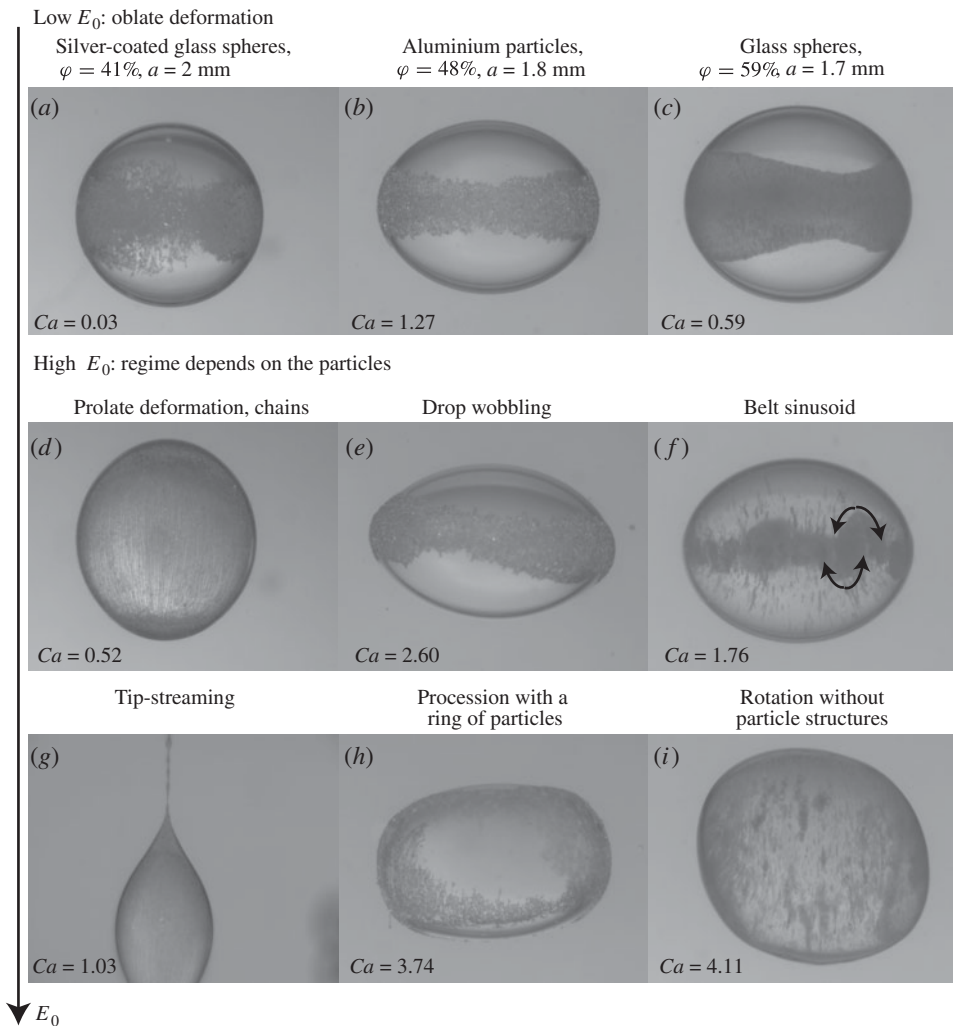 Low E₀: oblate deformation
Silver-coated glass spheres,
φ = 41%, a = 2 mm
Aluminium particles,
φ = 48%, a = 1.8 mm
Glass spheres,
φ = 59%, a = 1.7 mm
(a)
Ca = 0.03
(b)
Ca = 1.27
(c)
Ca = 0.59
High E₀: regime depends on the particles
Prolate deformation, chains
(d)
Ca = 0.52
Drop wobbling
(e)
Ca = 2.60
Belt sinusoid
(f)
Ca = 1.76
Tip-streaming
(g)
Ca = 1.03
Procession with a
ring of particles
(h)
Ca = 3.74
Rotation without
particle structures
(i)
Ca = 4.11
E₀